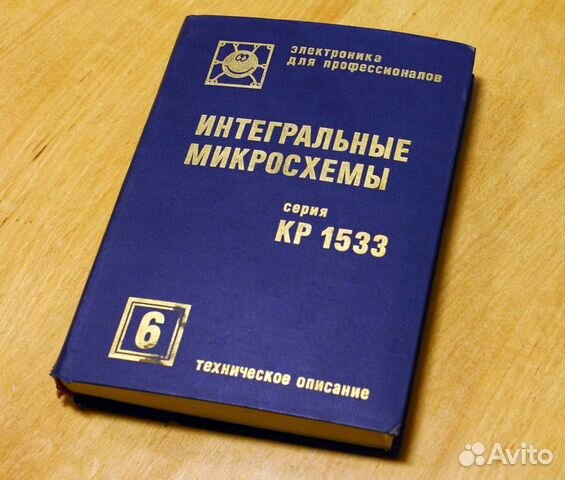 электроника
для профессионалов
ИНТЕГРАЛЬНЫЕ
МИКРОСХЕМЫ
серия
КР 1533
6
техническое описание
Avito